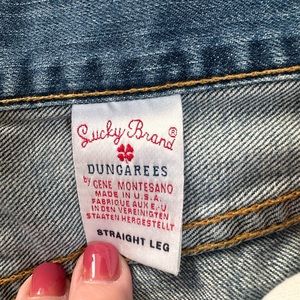 Lucky Brand®
DUNGAREES
by GENE MONTESANO
MADE IN U.S.A.
FABRIQUE AUX E.-U
IN DEN VEREINIGTEN
STAATEN HERGESTELLT
STRAIGHT LEG